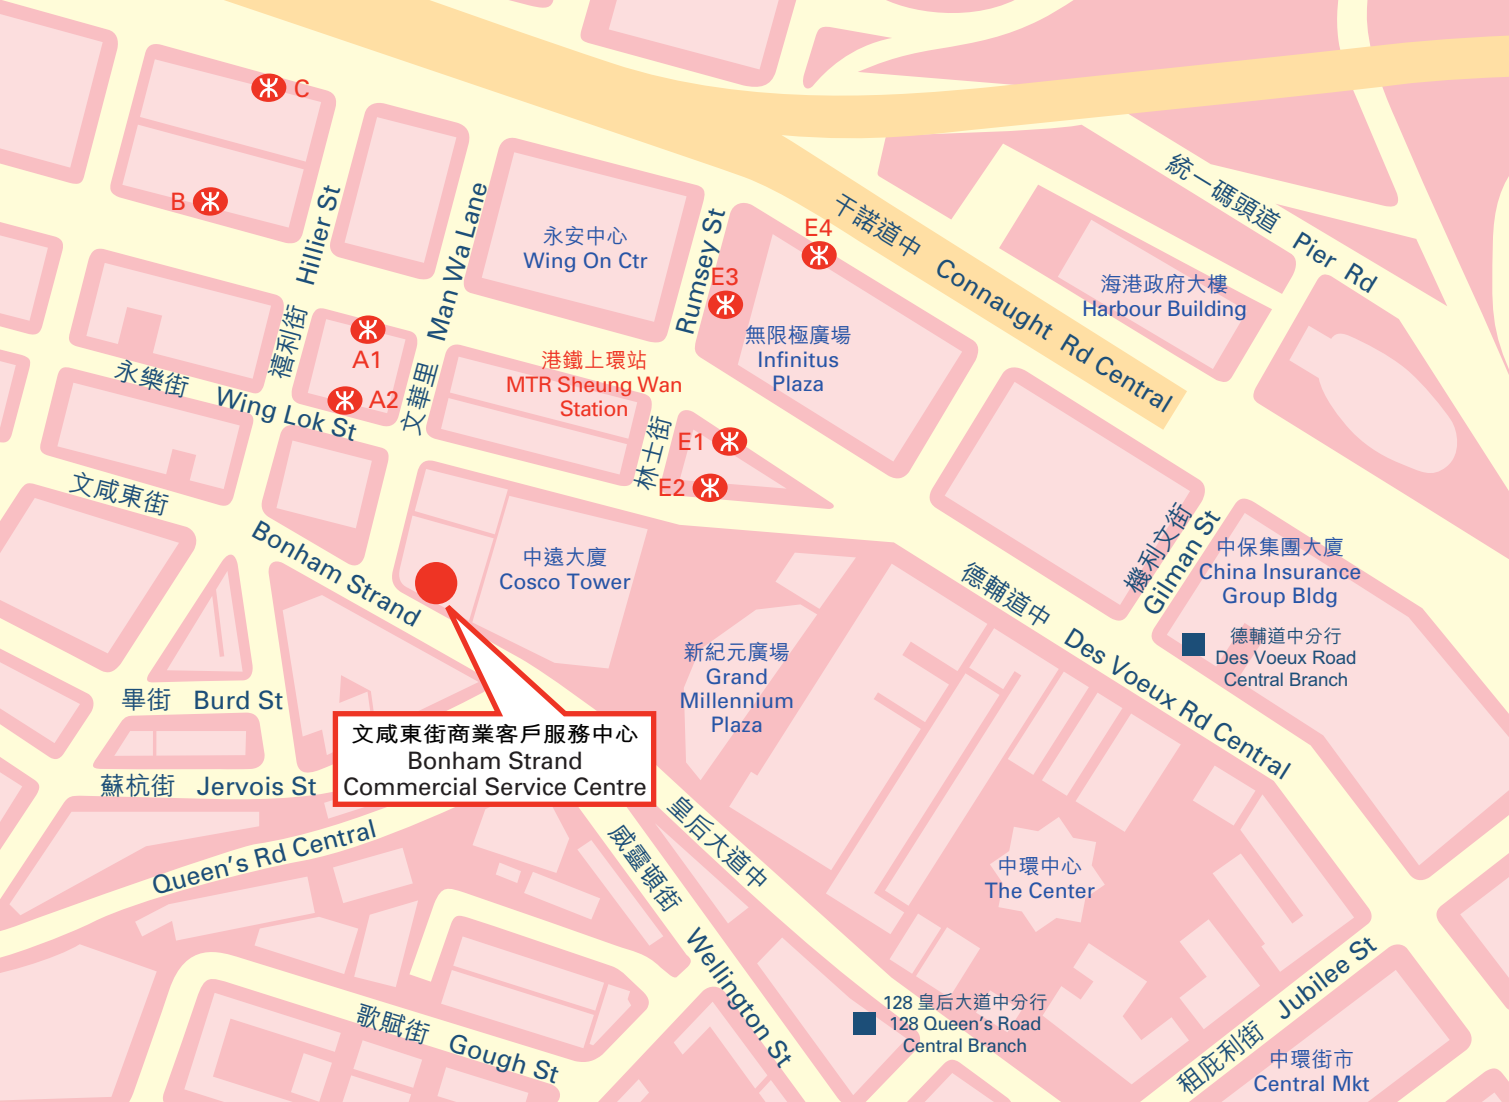 C
B
禧利街 Hillier St
文華里 Man Wa Lane
永安中心
Wing On Ctr
Rumsey St
E4
E3
干諾道中 Connaught Rd Central
統一碼頭道 Pier Rd
海港政府大樓
Harbour Building
無限極廣場
Infinitus
Plaza
A1
A2
永樂街 Wing Lok St
港鐵上環站
MTR Sheung Wan
Station
林士街
E1
E2
文咸東街
Bonham Strand
中遠大廈
Cosco Tower
機利文街
Gilman St
中保集團大廈
China Insurance
Group Bldg
德輔道中分行
Des Voeux Road
Central Branch
德輔道中 Des Voeux Rd Central
新紀元廣場
Grand
Millennium
Plaza
畢街 Burd St
文咸東街商業客戶服務中心
Bonham Strand
Commercial Service Centre
蘇杭街 Jervois St
Queen's Rd Central
皇后大道中
威靈頓街 Wellington St
中環中心
The Center
歌賦街 Gough St
128 皇后大道中分行
128 Queen's Road
Central Branch
租庇利街 Jubilee St
中環街市
Central Mkt